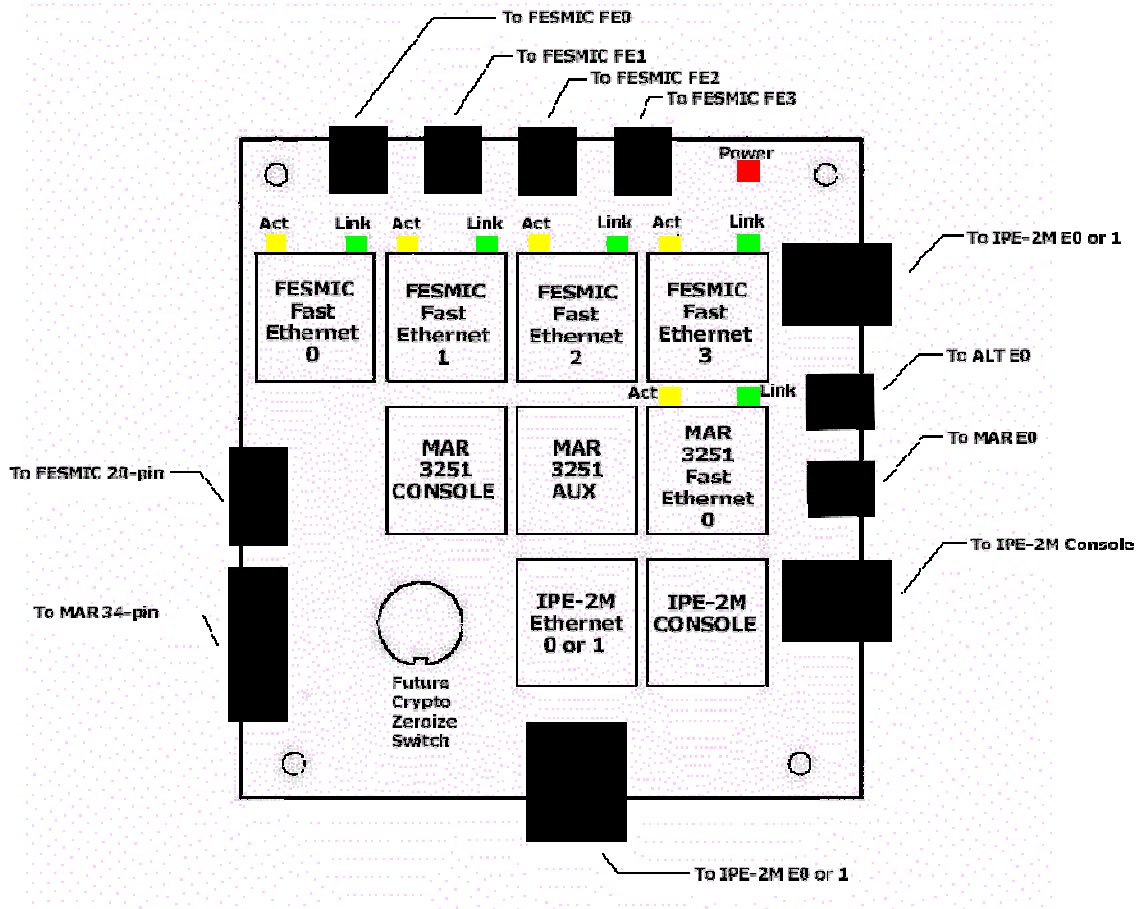 To FESMIC FE0
To FESMIC FE1
To FESMIC FE2
To FESMIC FE3
Power
Act Link Act Link Act Link Act Link
To IPE-2M E0 or 1
FESMIC
Fast
Ethernet
0
FESMIC
Fast
Ethernet
1
FESMIC
Fast
Ethernet
2
FESMIC
Fast
Ethernet
3
To ALT E0
Act Link
MAR
3251
CONSOLE
MAR
3251
AUX
MAR
3251
Fast
Ethernet
0
To MAR E0
To FESMIC 20-pin
To IPE-2M Console
To MAR 34-pin
IPE-2M
Ethernet
0 or 1
IPE-2M
CONSOLE
Future
Crypto
Zeroize
Switch
To IPE-2M E0 or 1